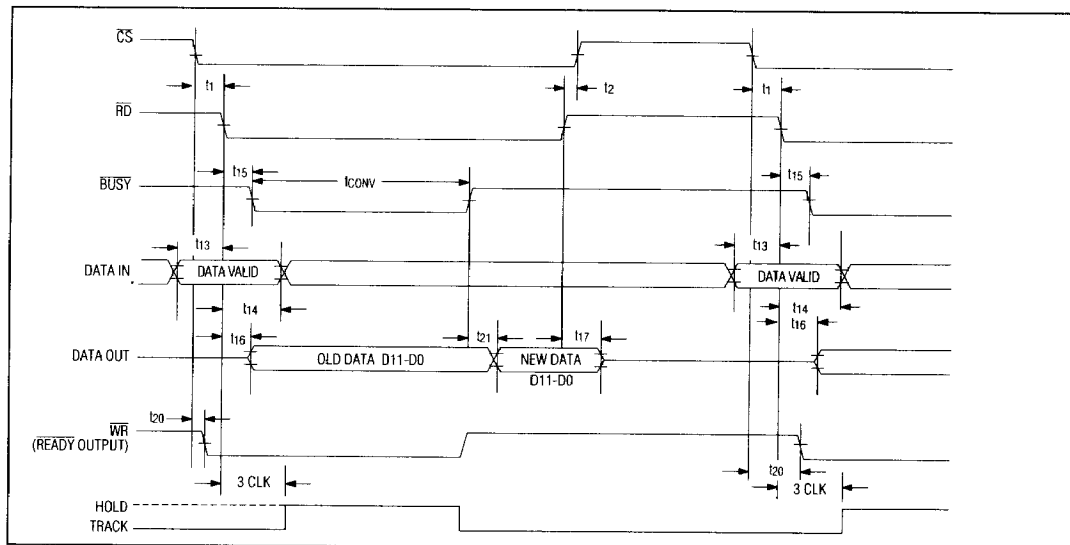 CS
t1
t2
t1
RD
t15
tCONV
t15
BUSY
t13
t13
DATA IN
DATA VALID
DATA VALID
t14
t14
t16
t21
t17
t16
DATA OUT
OLD DATA D11-D0
NEW DATA
D11-D0
t20
WR
(READY OUTPUT)
t20
3 CLK
3 CLK
HOLD
TRACK